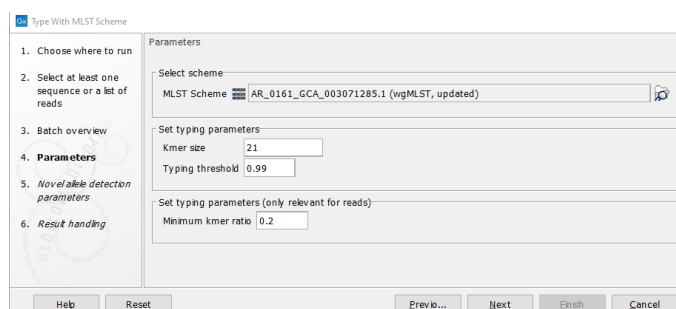 Gx Type With MLST Scheme
1. Choose where to run
2. Select at least one
sequence or a list of
reads
3. Batch overview
4. Parameters
5. Novel allele detection
parameters
6. Result handling
Parameters
Select scheme
MLST Scheme AR_0161_GCA_003071285.1 (wgMLST, updated)
Set typing parameters
Kmer size 21
Typing threshold 0.99
Set typing parameters (only relevant for reads)
Minimum kmer ratio 0.2
Help Reset Previo... Next Finish Cancel